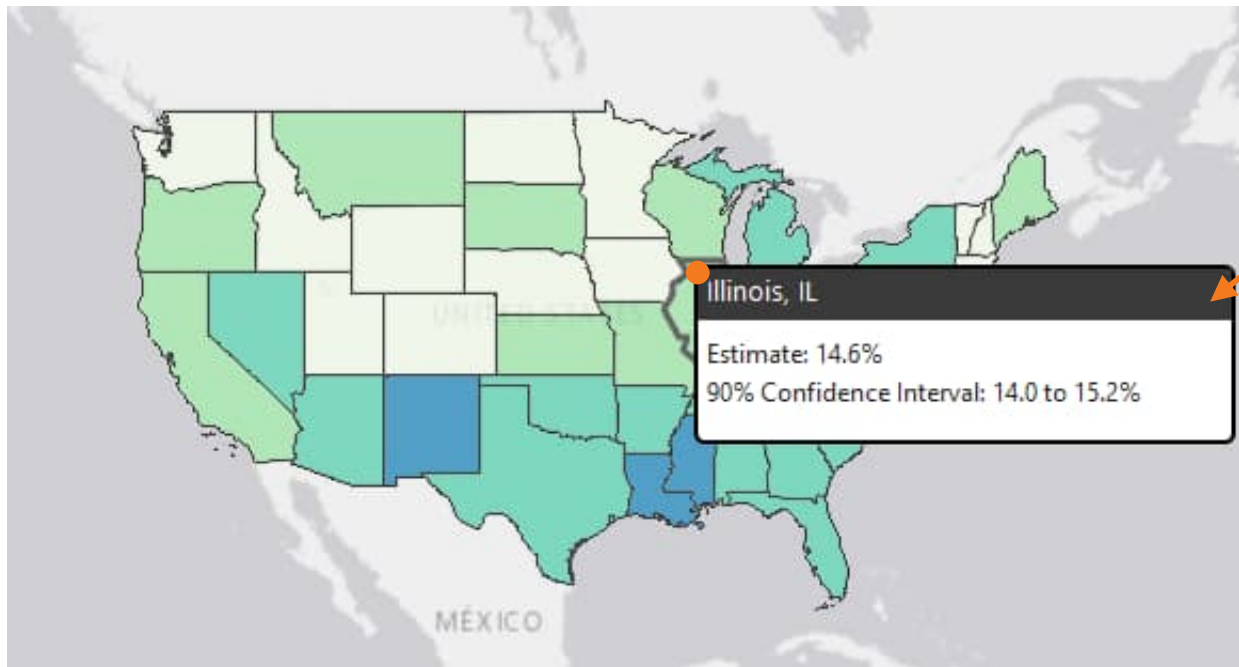 UNITED STATES
Illinois, IL
Estimate: 14.6%
90% Confidence Interval: 14.0 to 15.2%
MÉXICO